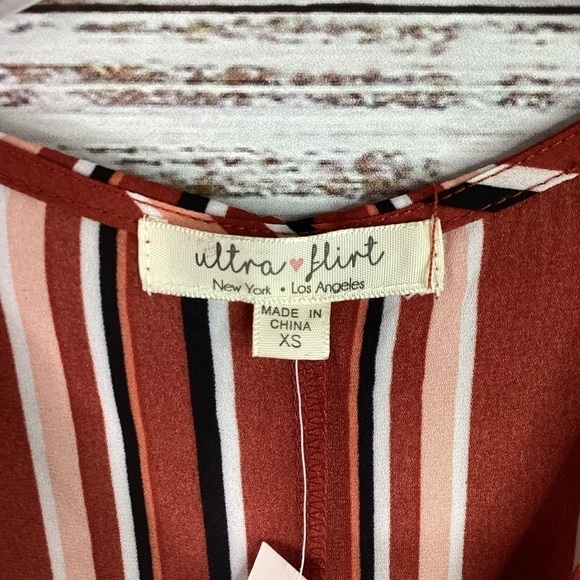 ultra ♥ flirt
New York • Los Angeles
MADE IN
CHINA
XS